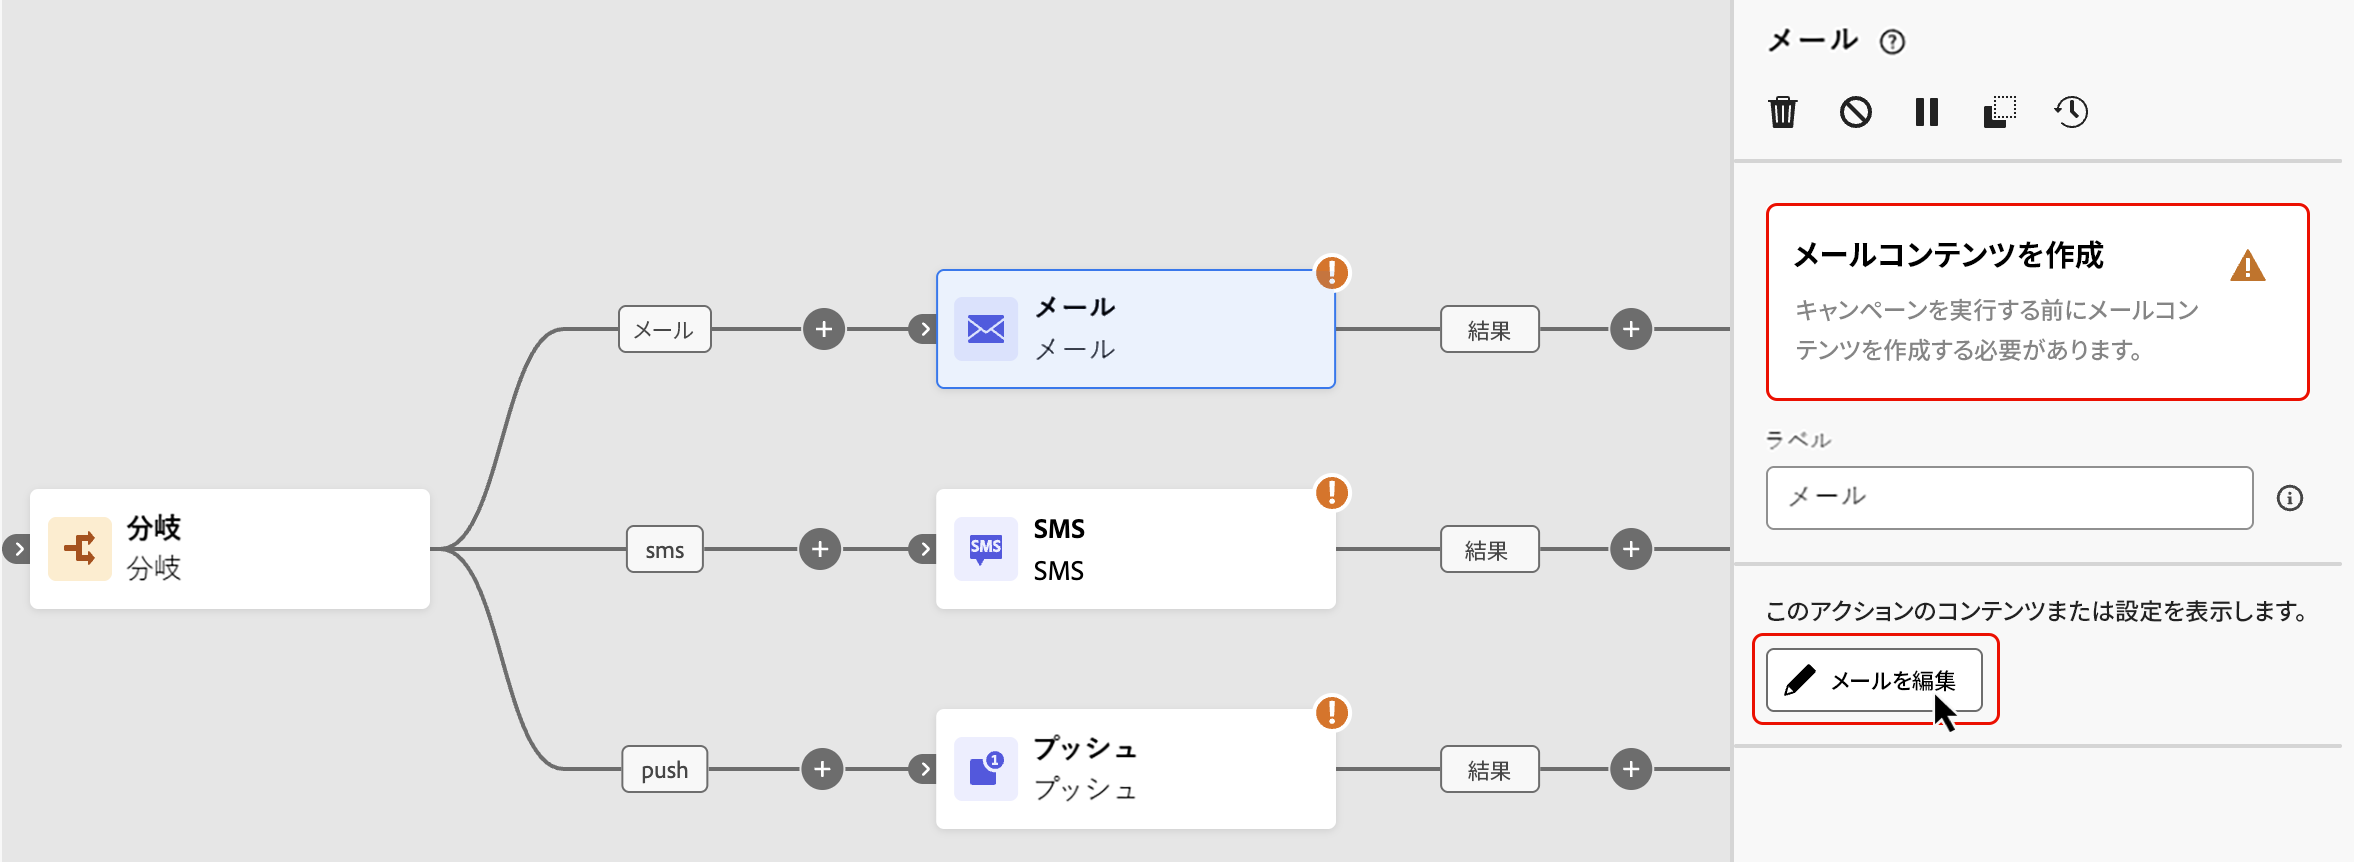 分岐
分岐
メール
メール
メール
結果
sms
SMS
SMS
SMS
結果
push
1
プッシュ
プッシュ
結果
メール
メールコンテンツを作成
キャンペーンを実行する前にメールコン
テンツを作成する必要があります。
ラベル
メール
このアクションのコンテンツまたは設定を表示します。
メールを編集